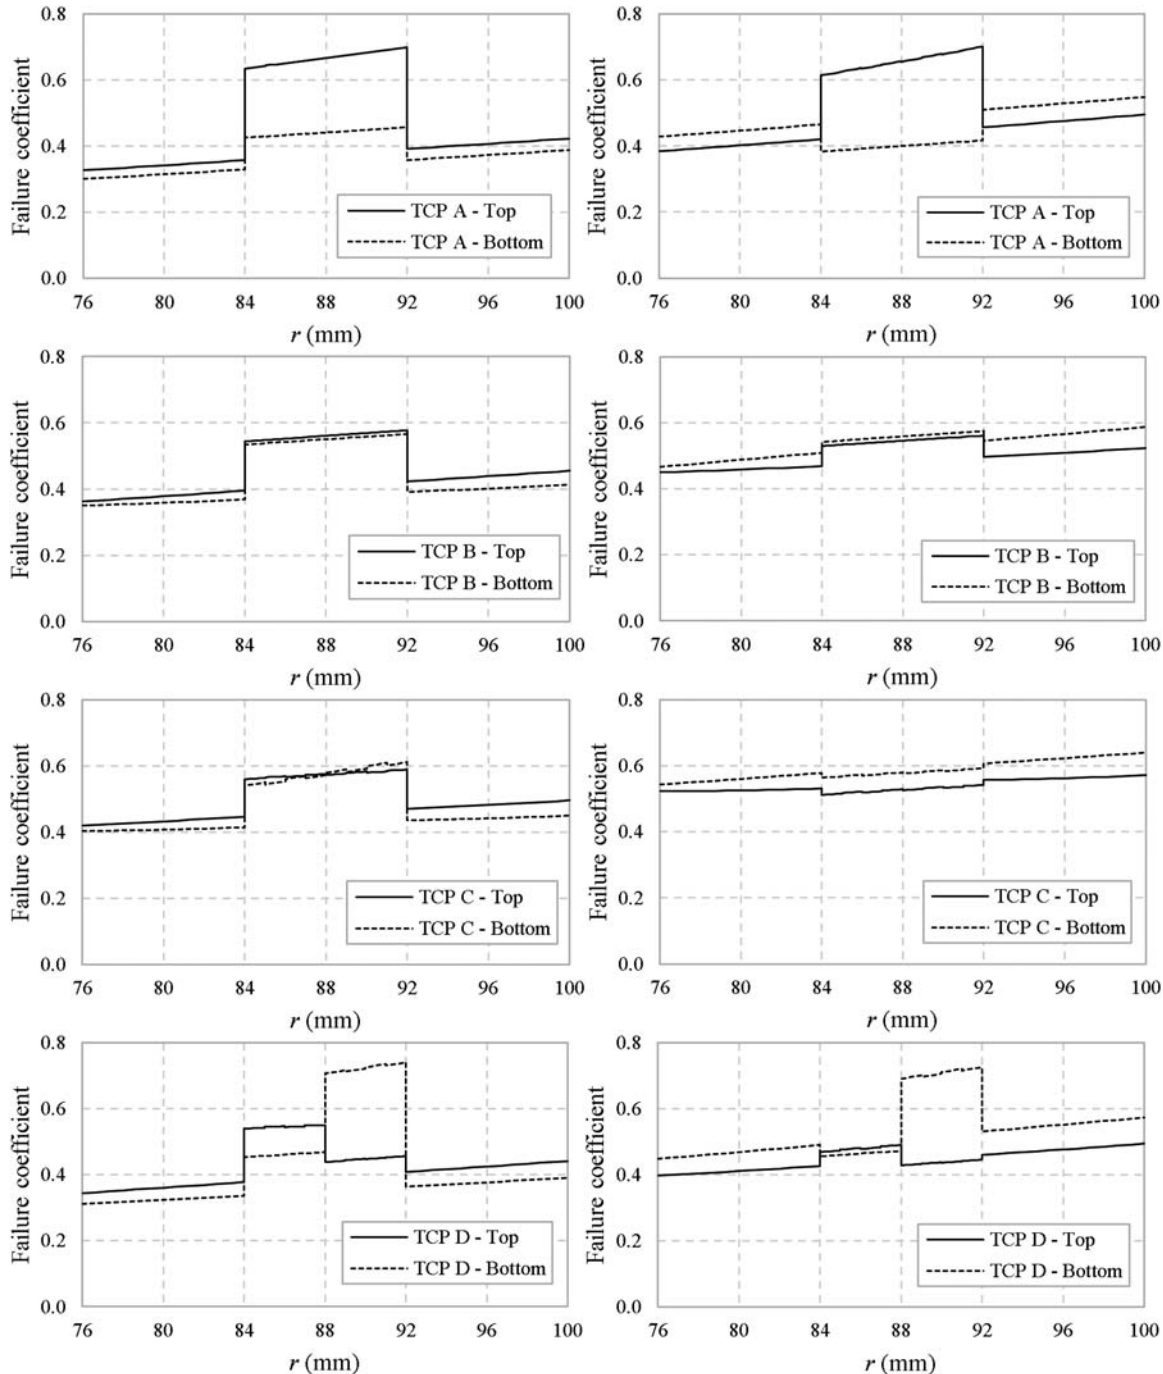 0.8
0.6
0.4
0.2
0.0
Failure coefficient
TCP A - Top
TCP A - Bottom
76 80 84 88 92 96 100
r (mm)
0.8
0.6
0.4
0.2
0.0
Failure coefficient
TCP A - Top
TCP A - Bottom
76 80 84 88 92 96 100
r (mm)
0.8
0.6
0.4
0.2
0.0
Failure coefficient
TCP B - Top
TCP B - Bottom
76 80 84 88 92 96 100
r (mm)
0.8
0.6
0.4
0.2
0.0
Failure coefficient
TCP B - Top
TCP B - Bottom
76 80 84 88 92 96 100
r (mm)
0.8
0.6
0.4
0.2
0.0
Failure coefficient
TCP C - Top
TCP C - Bottom
76 80 84 88 92 96 100
r (mm)
0.8
0.6
0.4
0.2
0.0
Failure coefficient
TCP C - Top
TCP C - Bottom
76 80 84 88 92 96 100
r (mm)
0.8
0.6
0.4
0.2
0.0
Failure coefficient
TCP D - Top
TCP D - Bottom
76 80 84 88 92 96 100
r (mm)
0.8
0.6
0.4
0.2
0.0
Failure coefficient
TCP D - Top
TCP D - Bottom
76 80 84 88 92 96 100
r (mm)